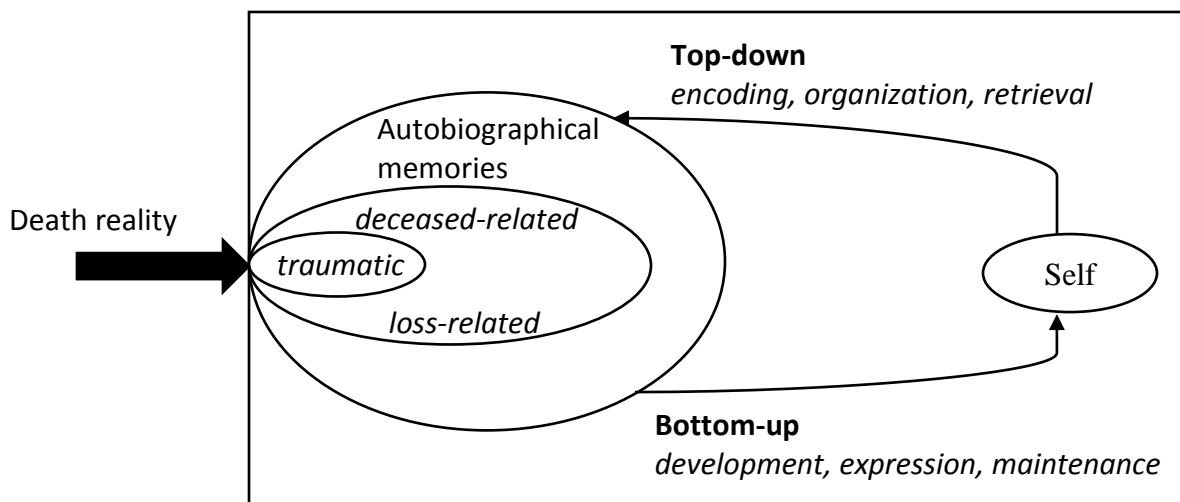 Top-down
encoding, organization, retrieval
Autobiographical
memories
Death reality
deceased-related
traumatic
Self
loss-related
Bottom-up
development, expression, maintenance